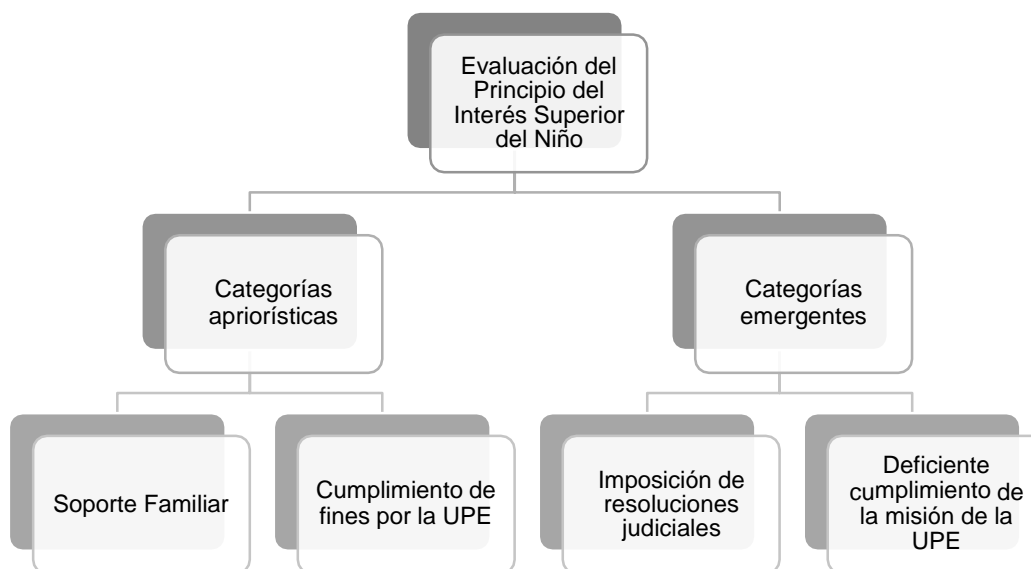 Evaluación del
Principio del
Interés Superior
del Niño
Categorías
apriorísticas
Categorías
emergentes
Soporte Familiar
Cumplimiento de
fines por la UPE
Imposición de
resoluciones
judiciales
Deficiente
cumplimiento de
la misión de la
UPE